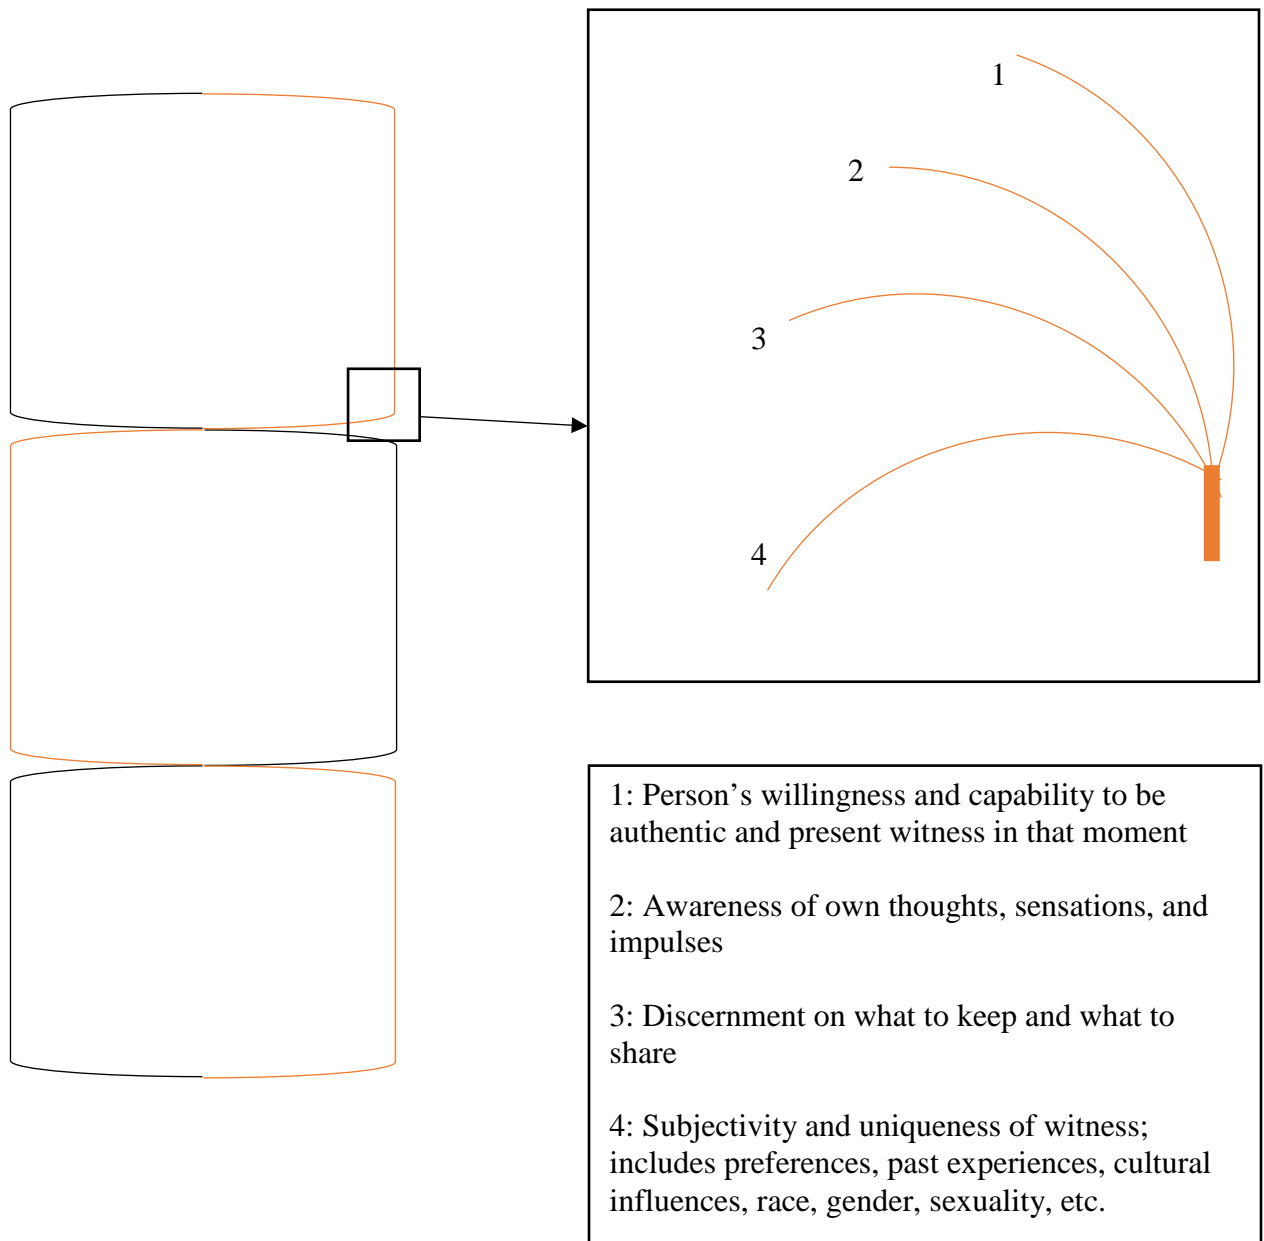 1
2
3
4
1: Person’s willingness and capability to be
authentic and present witness in that moment
2: Awareness of own thoughts, sensations, and
impulses
3: Discernment on what to keep and what to
share
4: Subjectivity and uniqueness of witness;
includes preferences, past experiences, cultural
influences, race, gender, sexuality, etc.